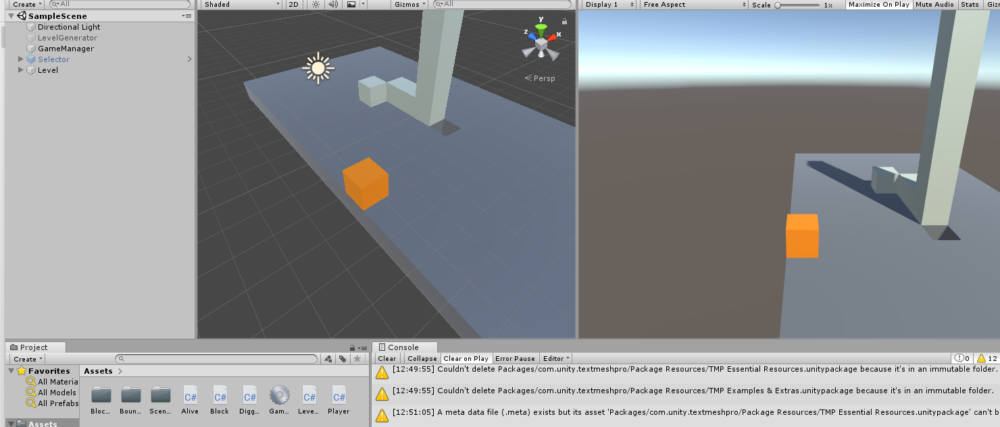 Create
All
SampleScene
Directional Light
LevelGenerator
GameManager
Selector
Level
Shaded
2D
Gizmos
All
y
z
x
Persp
Display 1
Free Aspect
Scale
1x
Maximize On Play
Mute Audio
Stats
Giz
Project
Create
Favorites
All Materia
All Models
All Prefabs
Assets
Assets
Bloc...
Boun...
Scen...
C#
Alive
C#
Block
C#
Digg...
Gam...
C#
Leve...
C#
Player
Console
Clear
Collapse
Clear on Play
Error Pause
Editor
0
12
[12:49:55] Couldn't delete Packages/com.unity.textmeshpro/Package Resources/TMP Essential Resources.unitypackage because it's in an immutable folder.
[12:49:55] Couldn't delete Packages/com.unity.textmeshpro/Package Resources/TMP Examples & Extras.unitypackage because it's in an immutable folder.
[12:51:05] A meta data file (.meta) exists but its asset 'Packages/com.unity.textmeshpro/Package Resources/TMP Essential Resources.unitypackage' can't b